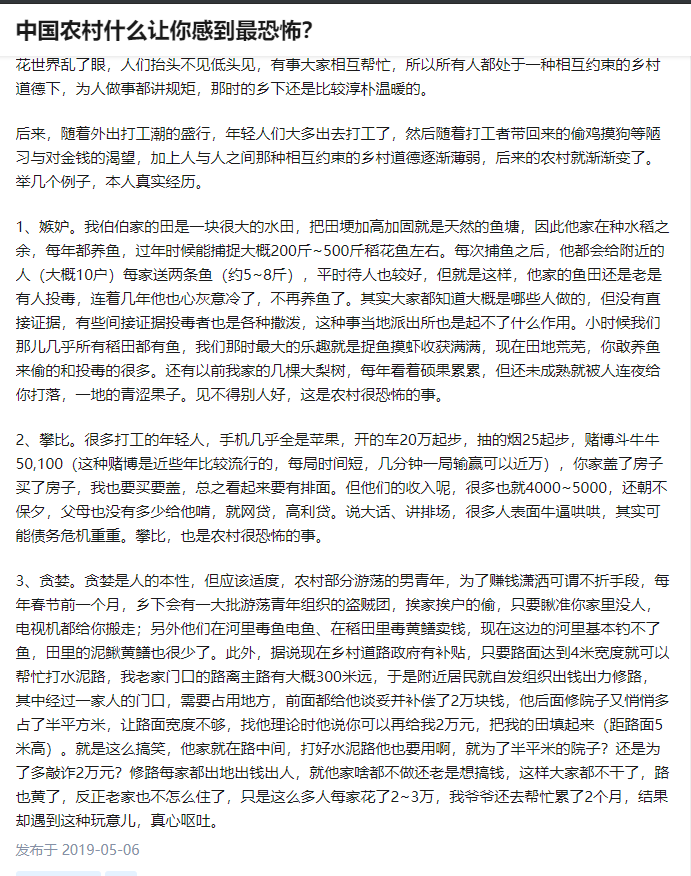 中国农村什么让你感到最恐怖？
花世界乱了眼，人们抬头不见低头见，有事大家相互帮忙，所以所有人都处于一种相互约束的乡村
道德下，为人做事都讲规矩，那时的乡下还是比较淳朴温暖的。
后来，随着外出打工潮的盛行，年轻人们大多出去打工了，然后随着打工者带回来的偷鸡摸狗等陋
习与对金钱的渴望，加上人与人之间那种相互约束的乡村道德逐渐薄弱，后来的农村就渐渐变了。
举几个例子，本人真实经历。
1、嫉妒。我伯伯家的田是一块很大的水田，把田埂加高加固就是天然的鱼塘，因此他家在种水稻之
余，每年都养鱼，过年时候能捕捉大概200斤~500斤稻花鱼左右。每次捕鱼之后，他都会给附近的
人（大概10户）每家送两条鱼（约5~8斤），平时待人也比较好，但就是这样，他家的鱼田还是老是
有人投毒，连着几年他也心灰意冷了，不再养鱼了。其实大家都知道大概是哪些人做的，但没有直
接证据，有些间接证据投毒者也是各种撒泼，这种事当地派出所也是起不了什么作用。小时候我们
那儿几乎所有稻田都有鱼，我们那时最大的乐趣就是捉鱼摸虾收获满满，现在田地荒芜，你敢养鱼
来偷的和投毒的很多。还有以前我家的几棵大梨树，每年看着硕果累累，但还未成熟就被人连夜给
你打落，一地的青涩果子。见不得别人好，这是农村很恐怖的事。
2、攀比。很多打工的年轻人，手机几乎全是苹果，开的车20万起步，抽的烟25起步，赌博斗牛牛
50,100（这种赌博是近些年比较流行的，每局时间短，几分钟一局输赢可以近万），你家盖了房子
买了房子，我也要买要盖，总之看起来要有排面。但他们的收入呢，很多也就4000~5000，还朝不
保夕，父母也没有多少给他啃，就网贷，高利贷。说大话、讲排场，很多人表面牛逼哄哄，其实可
能债务危机重重。攀比，也是农村很恐怖的事。
3、贪婪。贪婪是人的本性，但应该适度，农村部分游荡的男青年，为了赚钱潇洒可谓不折手段，每
年春节前一个月，乡下会有一大批游荡青年组织的盗贼团，挨家挨户的偷，只要瞅准你家里没人，
电视机都给你搬走；另外他们在河里毒鱼电鱼、在稻田里毒黄鳝卖钱，现在这边的河里基本钓不了
鱼，田里的泥鳅黄鳝也很少了。此外，据说现在乡村道路政府有补贴，只要路面达到4米宽度就可以
帮忙打水泥路，我老家门口的路离主路有大概300米远，于是附近居民就自发组织出钱出力修路，
其中经过一家人的门口，需要占用地方，前面都给他谈妥并补偿了2万块钱，他后面修院子又悄悄多
占了半平方米，让路面宽度不够，找他理论时他说你可以再给我2万元，把我的田填起来（距路面5
米高）。就是这么搞笑，他家就在路中间，打好水泥路他也要用啊，就为了半平米的院子？还是为
了多敲诈2万元？修路每家都出地出钱出人，就他家啥都不做还老是想搞钱，这样大家都不干了，路
也黄了，反正老家也不怎么住了，只是这么多人每家花了2~3万，我爷爷还去帮忙累了2个月，结果
却遇到这种玩意儿，真心呕吐。
发布于 2019-05-06